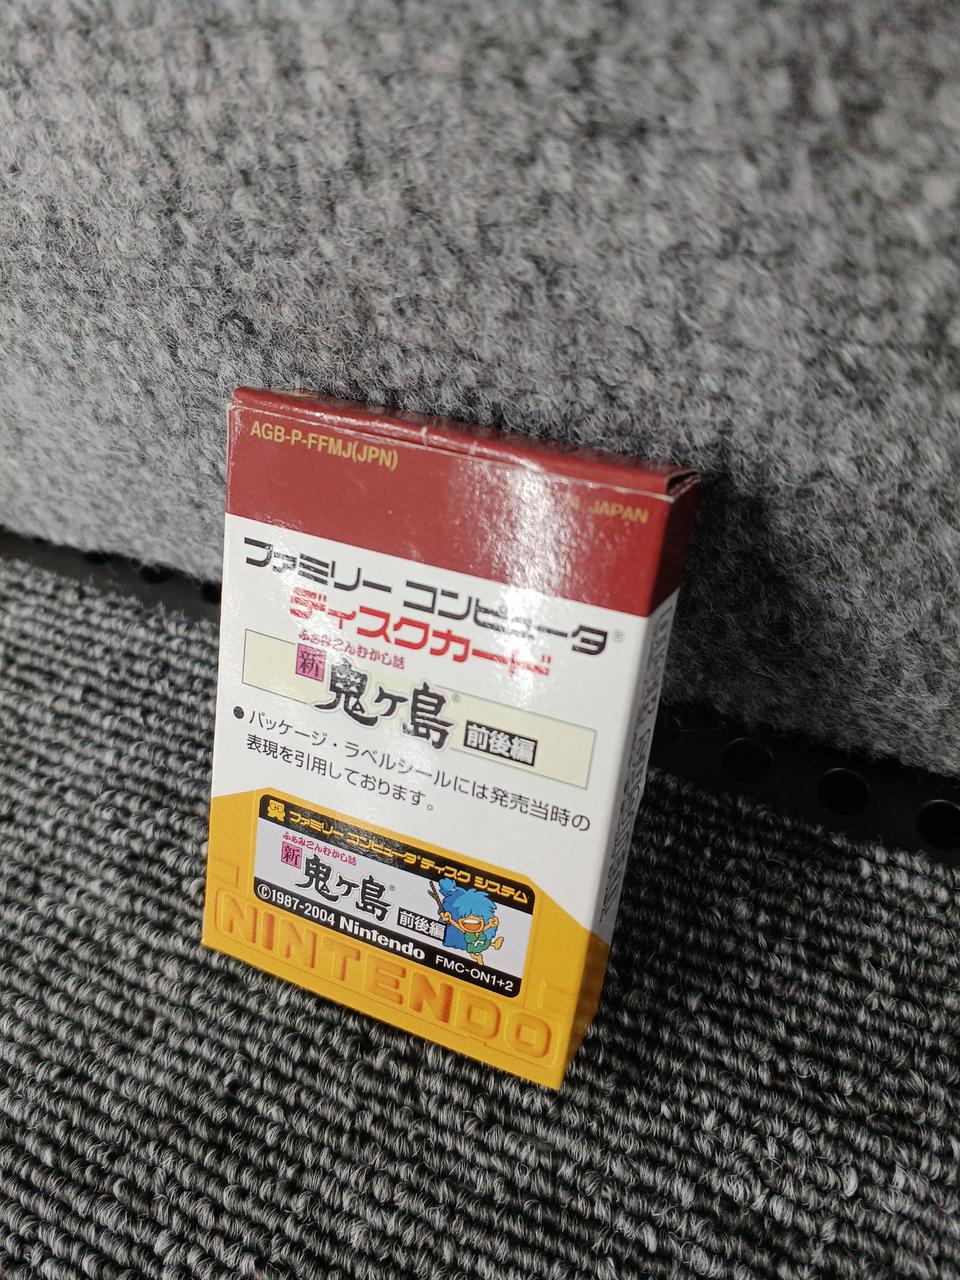 AGB-P-FFMJ(JPN)
JAPAN
ファミリー コンピュータ®
ディスクカード
ふぁみこんむかし話
新 鬼ヶ島® 前後編
●パッケージ・ラベルシールには発売当時の
表現を引用しております。
ファミリー コンピュータ®ディスク システム
ふぁみこんむかし話
新 鬼ヶ島® 前後編
©1987-2004 Nintendo FMC-ON1+2
NINTENDO